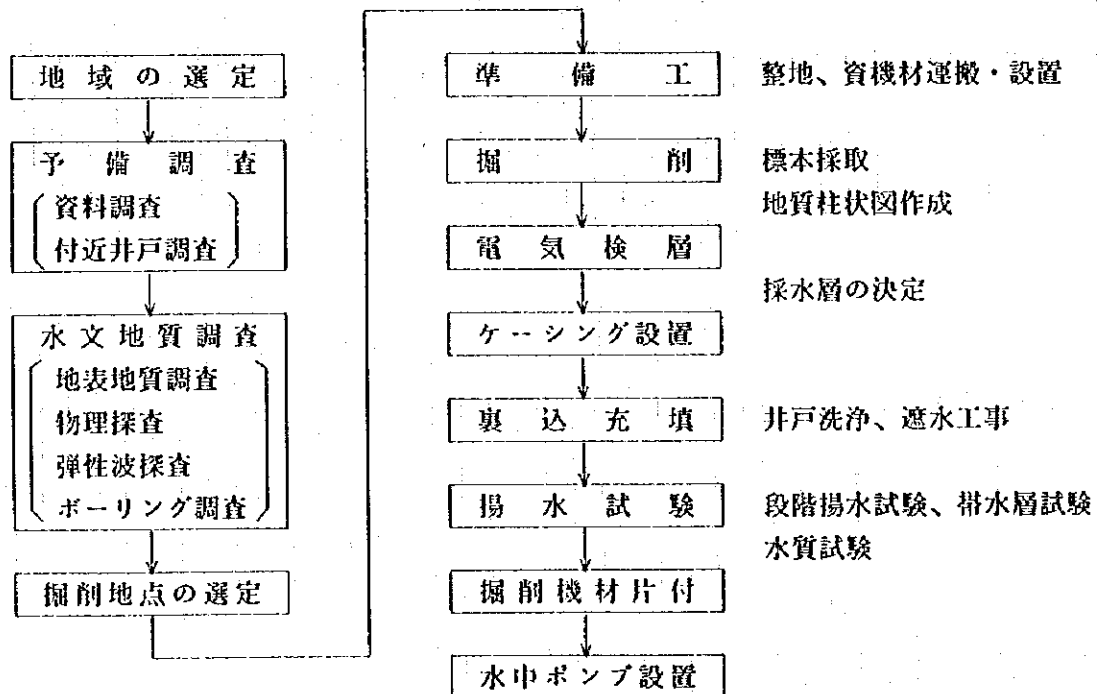 地域の選定
予備調査
資料調査
付近井戸調査
水文地質調査
地表地質調査
物理探査
弾性波探査
ボーリング調査
掘削地点の選定
準備工 整地、資機材運搬・設置
掘削 標本採取
地質柱状図作成
電気検層
採水層の決定
ケーシング設置
裏込充填 井戸洗浄、遮水工事
揚水試験 段階揚水試験、帯水層試験
水質試験
掘削機材片付
水中ポンプ設置